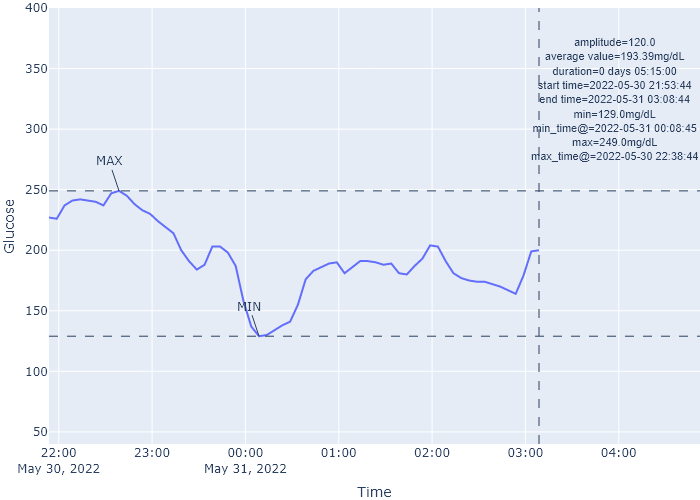 400
350
300
250
200
150
100
50
Glucose
amplitude=120.0
average value=193.39mg/dL
duration=0 days 05:15:00
start time=2022-05-30 21:53:44
end time=2022-05-31 03:08:44
min=129.0mg/dL
min_time@=2022-05-31 00:08:45
max=249.0mg/dL
max_time@=2022-05-30 22:38:44
MAX
MIN
22:00 23:00 00:00 01:00 02:00 03:00 04:00
May 30, 2022 May 31, 2022
Time